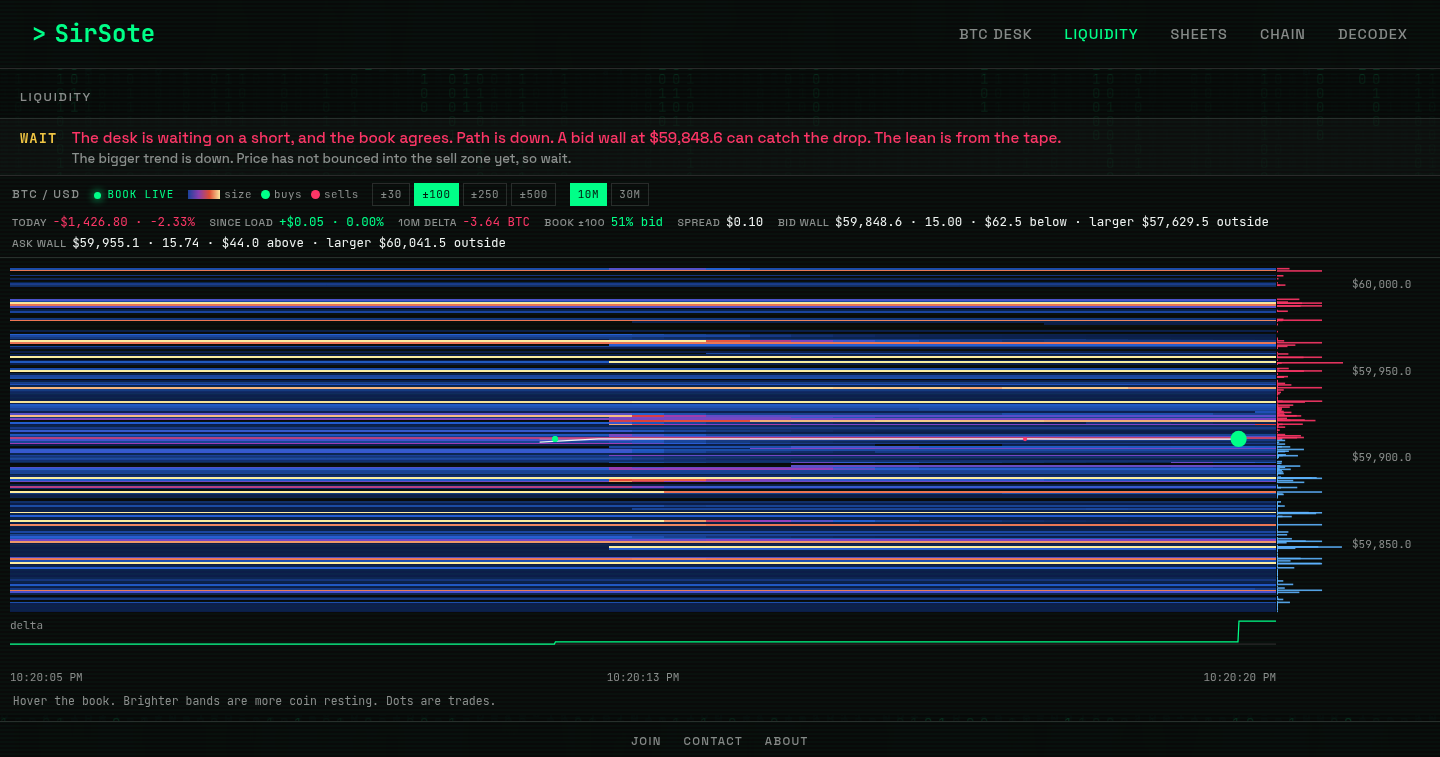 > SirSote
BTC DESK LIQUIDITY SHEETS CHAIN DECODEX
LIQUIDITY
WAIT The desk is waiting on a short, and the book agrees. Path is down. A bid wall at $59,848.6 can catch the drop. The lean is from the tape.
The bigger trend is down. Price has not bounced into the sell zone yet, so wait.
BTC / USD BOOK LIVE size buys sells ±30 ±100 ±250 ±500 10M 30M
TODAY -$1,426.80 · -2.33% SINCE LOAD +$0.05 · 0.00% 10M DELTA -3.64 BTC BOOK ±100 51% bid SPREAD $0.10 BID WALL $59,848.6 · 15.00 · $62.5 below · larger $57,629.5 outside
ASK WALL $59,955.1 · 15.74 · $44.0 above · larger $60,041.5 outside
$60,000.0
$59,950.0
$59,900.0
$59,850.0
delta
10:20:05 PM 10:20:13 PM 10:20:20 PM
Hover the book. Brighter bands are more coin resting. Dots are trades.
JOIN CONTACT ABOUT